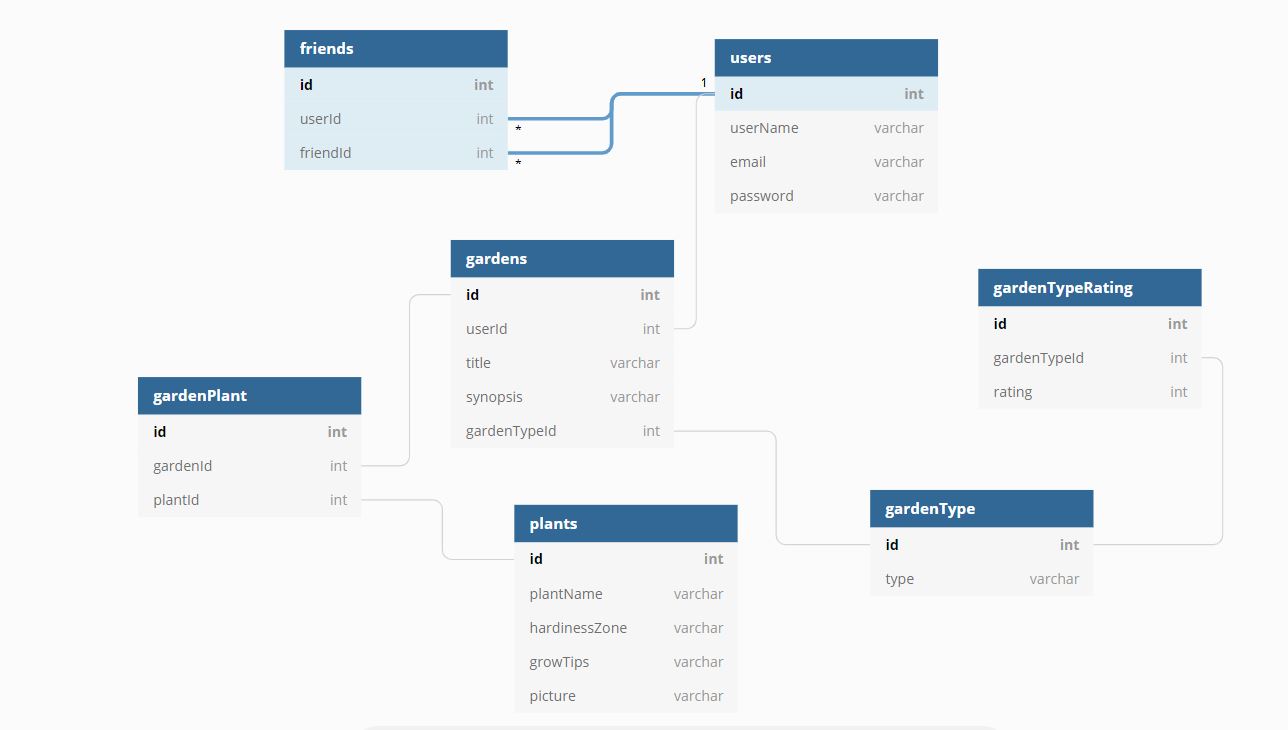 friends
id int
userId int
*
friendId int
*
users
1
id int
userName varchar
email varchar
password varchar
gardens
id int
userId int
title varchar
synopsis varchar
gardenTypeId int
gardenTypeRating
id int
gardenTypeId int
rating int
gardenPlant
id int
gardenId int
plantId int
plants
id int
plantName varchar
hardinessZone varchar
growTips varchar
picture varchar
gardenType
id int
type varchar